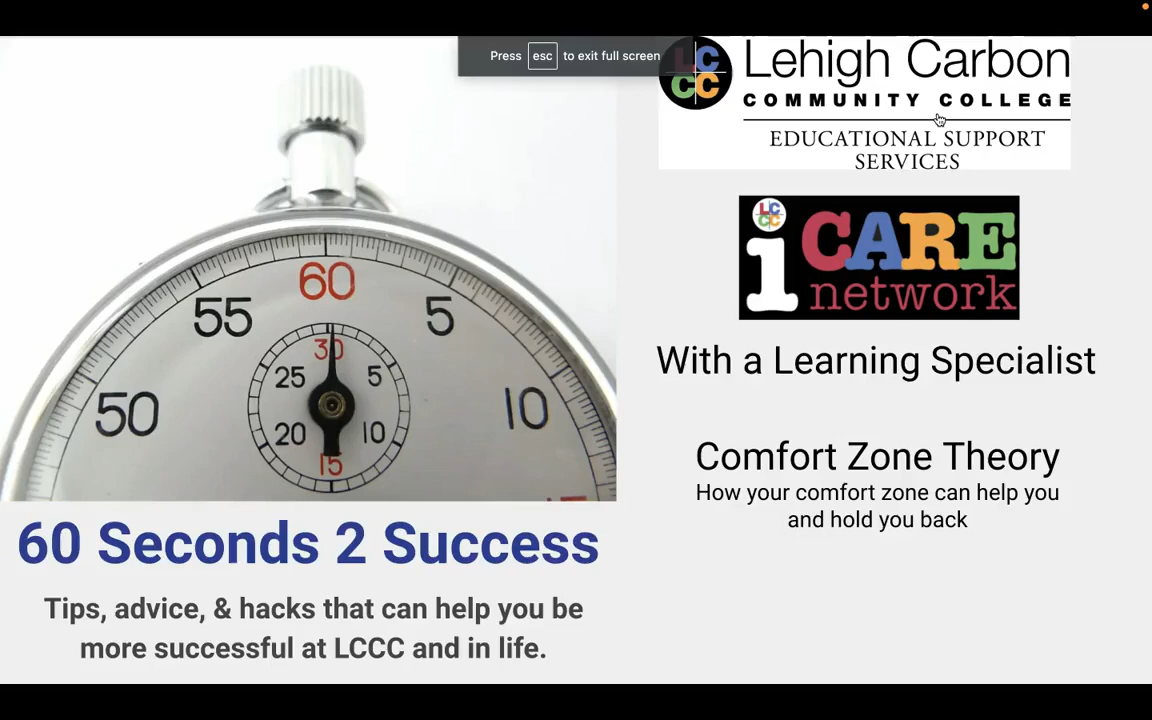 Press esc to exit full screen
LC
CC
Lehigh Carbon
COMMUNITY COLLEGE
EDUCATIONAL SUPPORT
SERVICES
LC
CC
iCARE
network
With a Learning Specialist
Comfort Zone Theory
How your comfort zone can help you
and hold you back
60
55
5
50
10
30
25
5
20
10
15
60 Seconds 2 Success
Tips, advice, & hacks that can help you be
more successful at LCCC and in life.